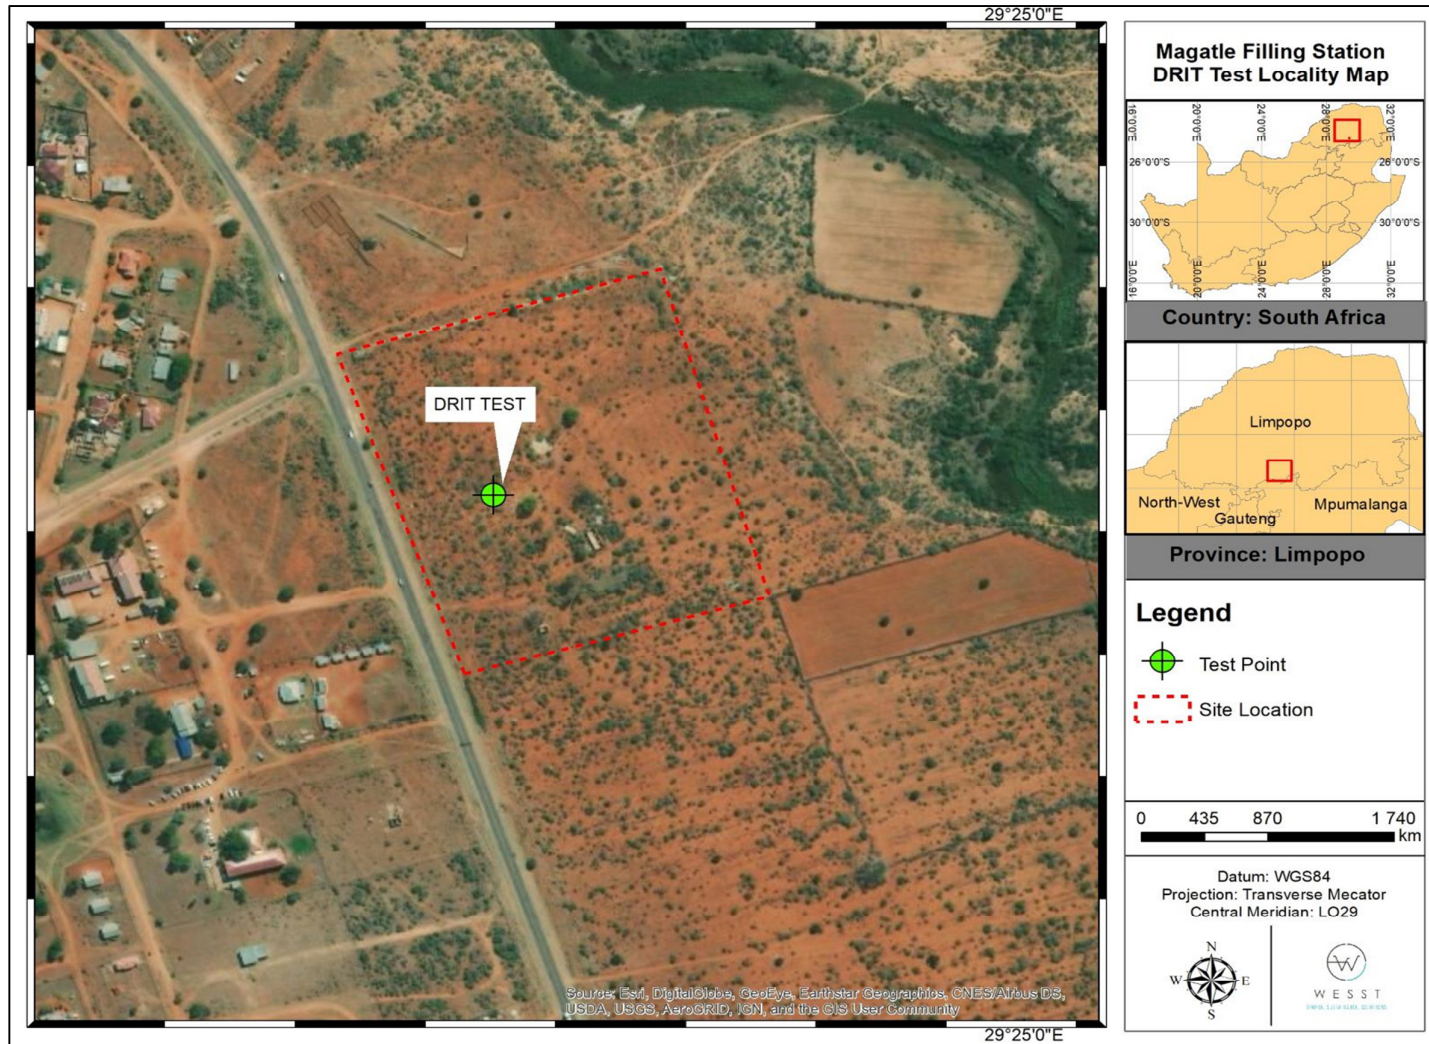 29°25'0"E
Magatle Filling Station
DRIT Test Locality Map
16°0'0"E
20°0'0"E
24°0'0"E
28°0'0"E
32°0'0"E
26°0'0"S
26°0'0"S
30°0'0"S
30°0'0"S
16°0'0"E
20°0'0"E
24°0'0"E
28°0'0"E
32°0'0"E
Country: South Africa
Limpopo
North-West
Gauteng
Mpumalanga
Province: Limpopo
DRIT TEST
Legend
Test Point
Site Location
0 435 870 1 740
km
Datum: WGS84
Projection: Transverse Mecator
Central Meridian: LO29
N
W E
S
WESST
Source: Esri, DigitalGlobe, GeoEye, Earthstar Geographics, CNES/Airbus DS,
USDA, USGS, AeroGRID, IGN, and the GIS User Community
29°25'0"E